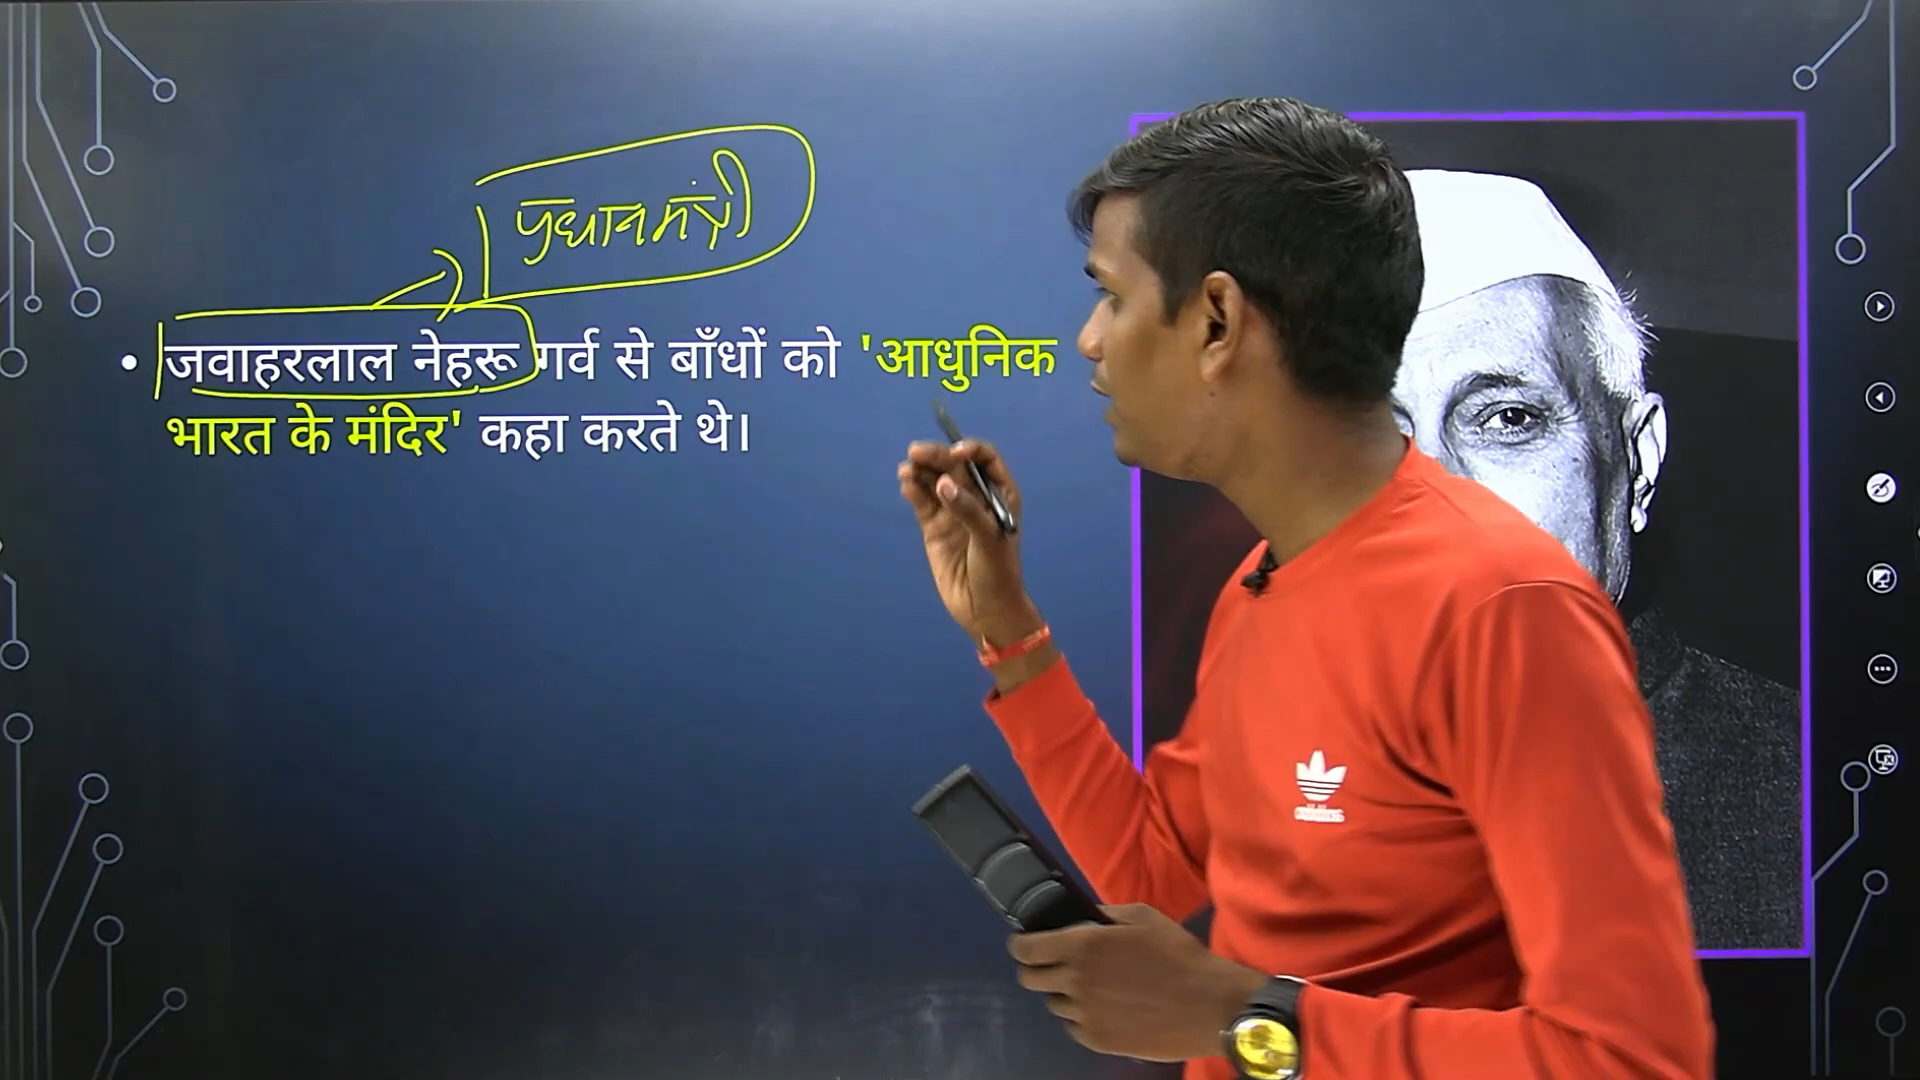 प्रधानमंत्री
• जवाहरलाल नेहरू गर्व से बाँधों को 'आधुनिक
भारत के मंदिर' कहा करते थे।